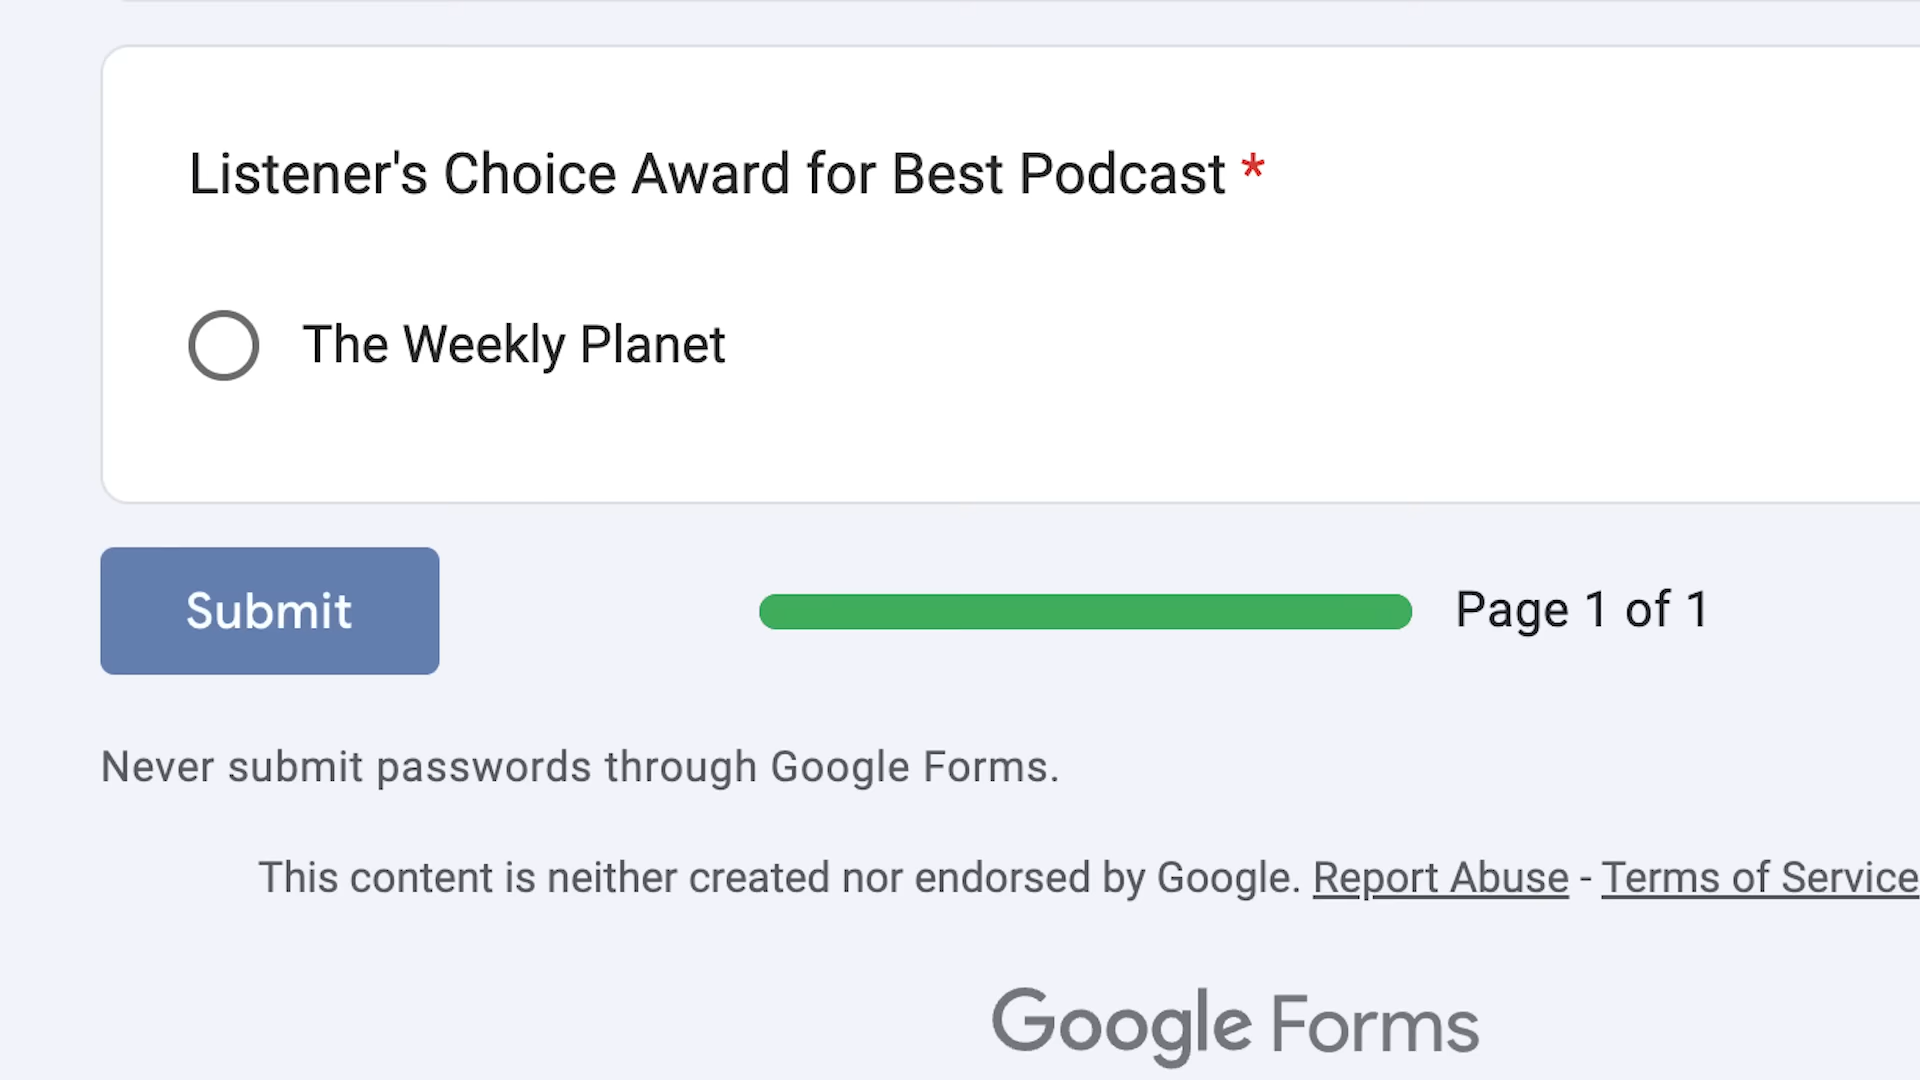 Listener's Choice Award for Best Podcast *
The Weekly Planet
Submit
Page 1 of 1
Never submit passwords through Google Forms.
This content is neither created nor endorsed by Google. Report Abuse - Terms of Service
Google Forms